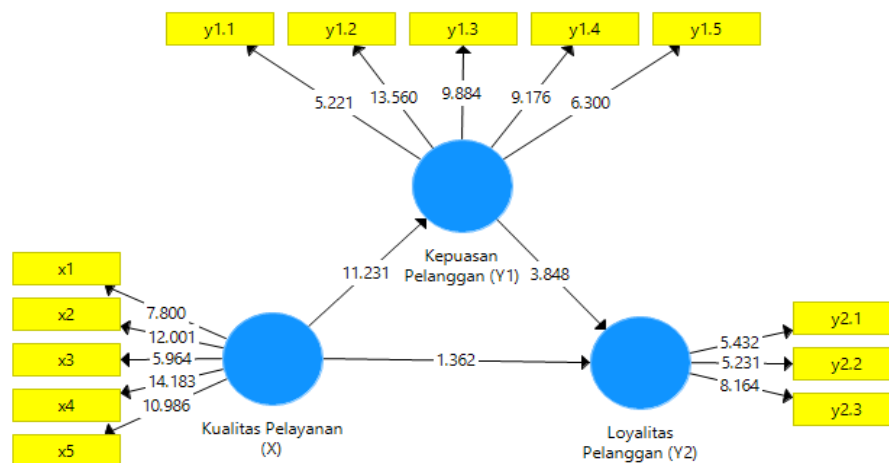 y1.1
y1.2
y1.3
y1.4
y1.5
5.221
13.560
9.884
9.176
6.300
Kepuasan
Pelanggan (Y1)
11.231
3.848
x1
x2
x3
x4
x5
7.800
12.001
5.964
14.183
10.986
1.362
Kualitas Pelayanan
(X)
Loyalitas
Pelanggan (Y2)
5.432
5.231
8.164
y2.1
y2.2
y2.3